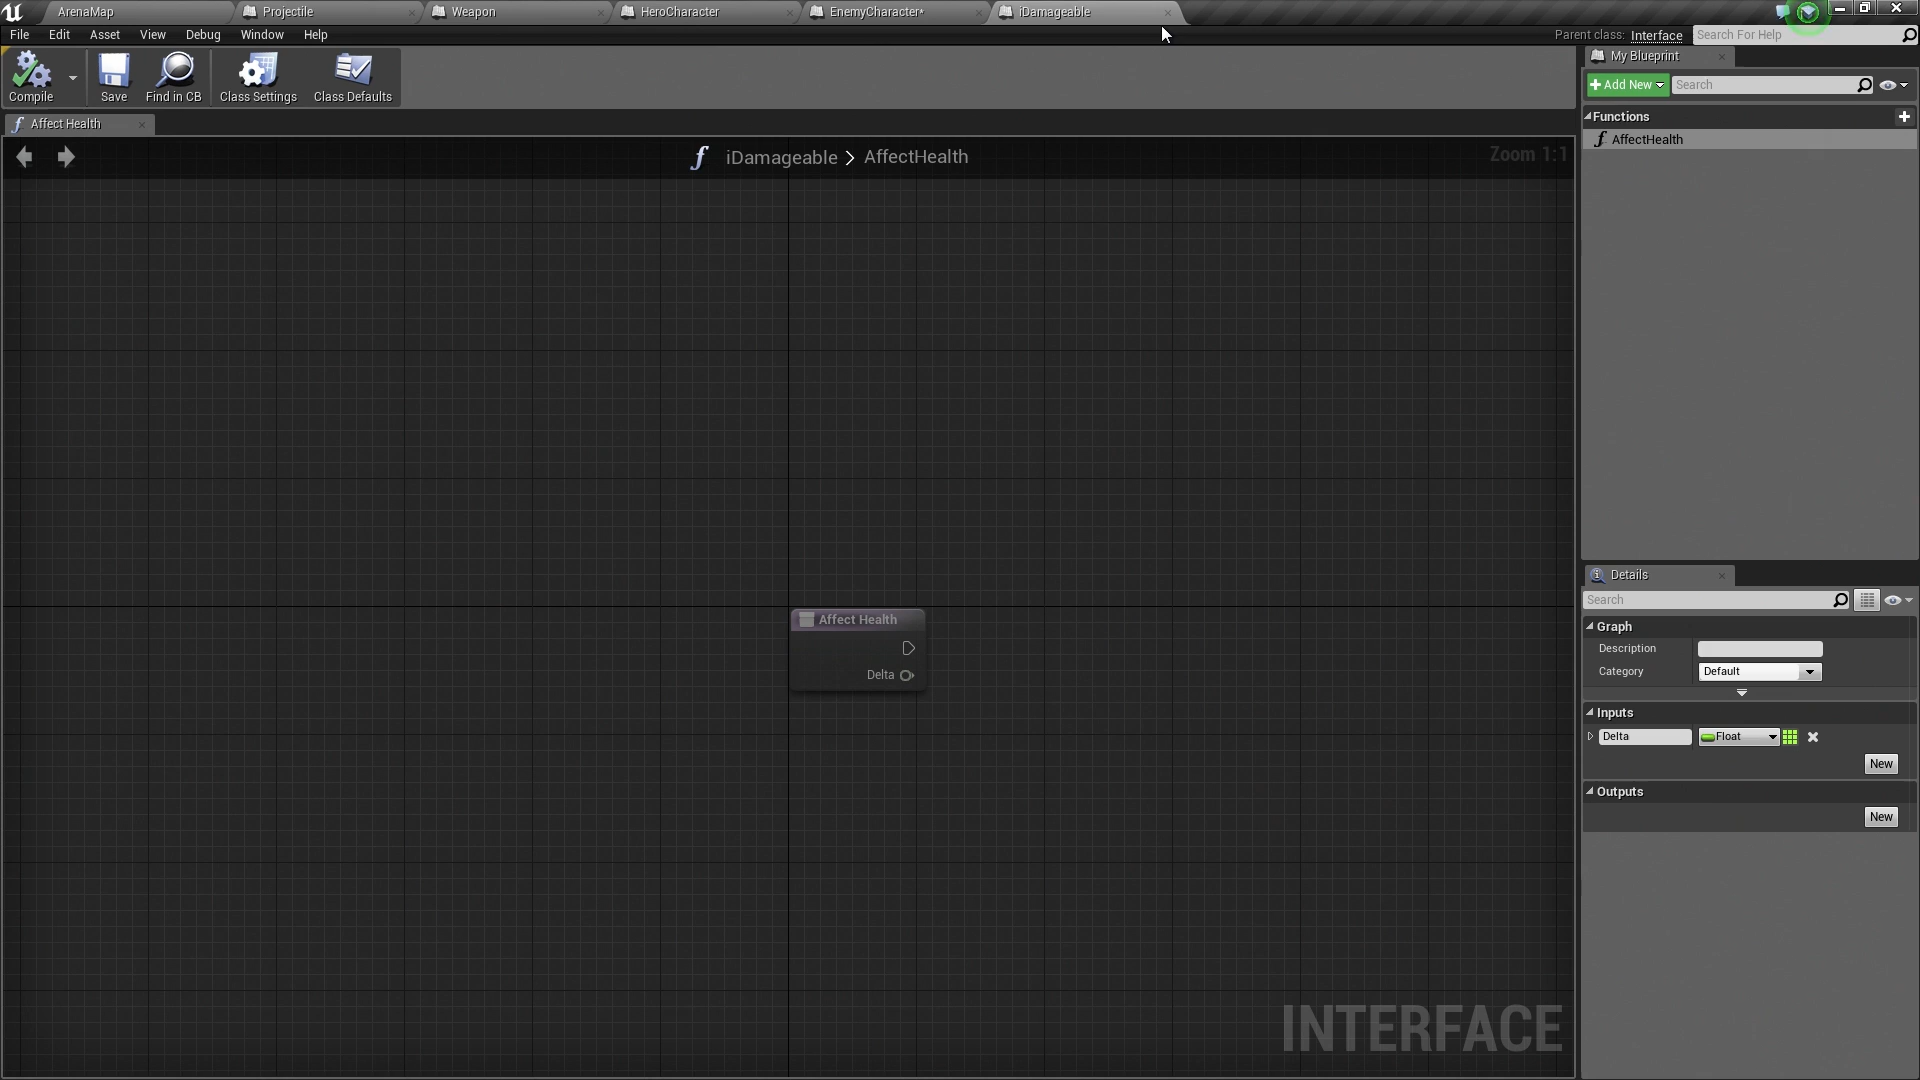 ArenaMap Projectile Weapon HeroCharacter EnemyCharacter* iDamageable
File Edit Asset View Debug Window Help Parent class: Interface Search For Help
Compile Save Find in CB Class Settings Class Defaults
My Blueprint
Add New Search
Functions
AffectHealth
Affect Health
iDamageable > AffectHealth Zoom 1:1
Affect Health
Delta
INTERFACE
Details
Search
Graph
Description
Category Default
Inputs
Delta Float
New
Outputs
New